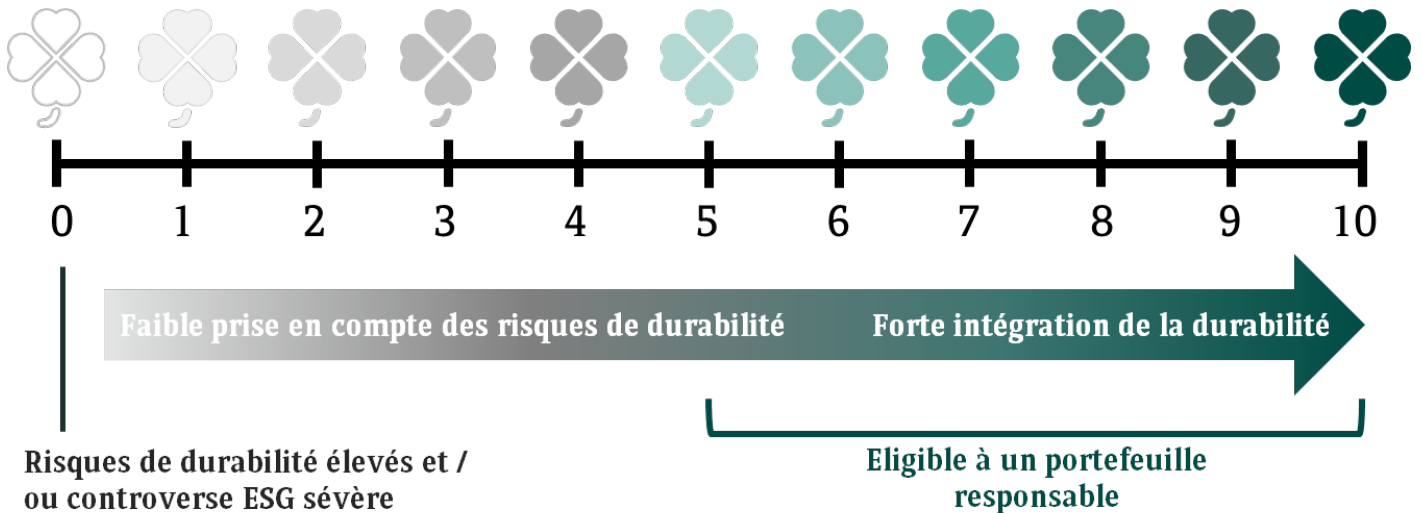 0 1 2 3 4 5 6 7 8 9 10
Faible prise en compte des risques de durabilité
Forte intégration de la durabilité
Risques de durabilité élevés et /
ou controverse ESG sévère
Eligible à un portefeuille
responsable